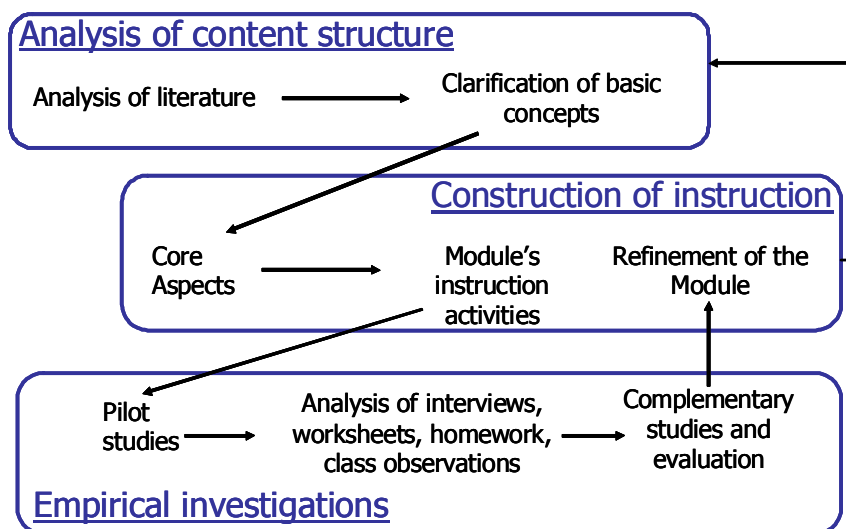 Analysis of content structure
Analysis of literature
Clarification of basic
concepts
Construction of instruction
Core
Aspects
Module’s
instruction
activities
Refinement of the
Module
Pilot
studies
Analysis of interviews,
worksheets, homework,
class observations
Complementary
studies and
evaluation
Empirical investigations